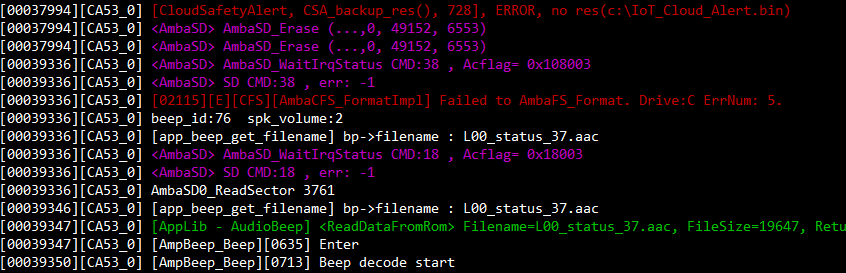 [00037994][CA53_0] [CloudSafetyAlert, CSA_backup_res(), 728], ERROR, no res(c:\IoT_Cloud_Alert.bin)
[00037994][CA53_0] <AmbaSD> AmbaSD_Erase (...,0, 49152, 6553)
[00037994][CA53_0] <AmbaSD> AmbaSD_Erase (...,0, 49152, 6553)
[00039336][CA53_0] <AmbaSD> AmbaSD_WaitIrqStatus CMD:38 , Acflag= 0x108003
[00039336][CA53_0] <AmbaSD> SD CMD:38 , err: -1
[00039336][CA53_0] [02115][E][CFS][AmbaCFS_FormatImpl] Failed to AmbaFS_Format. Drive:C ErrNum: 5.
[00039336][CA53_0] beep_id:76  spk_volume:2
[00039336][CA53_0] [app_beep_get_filename] bp->filename : L00_status_37.aac
[00039336][CA53_0] <AmbaSD> AmbaSD_WaitIrqStatus CMD:18 , Acflag= 0x18003
[00039336][CA53_0] <AmbaSD> SD CMD:18 , err: -1
[00039336][CA53_0] AmbaSD0_ReadSector 3761
[00039346][CA53_0] [app_beep_get_filename] bp->filename : L00_status_37.aac
[00039347][CA53_0] [AppLib - AudioBeep] <ReadDataFromRom> Filename=L00_status_37.aac, FileSize=19647, Retu
[00039347][CA53_0] [AmpBeep_Beep][0635] Enter
[00039350][CA53_0] [AmpBeep_Beep][0713] Beep decode start